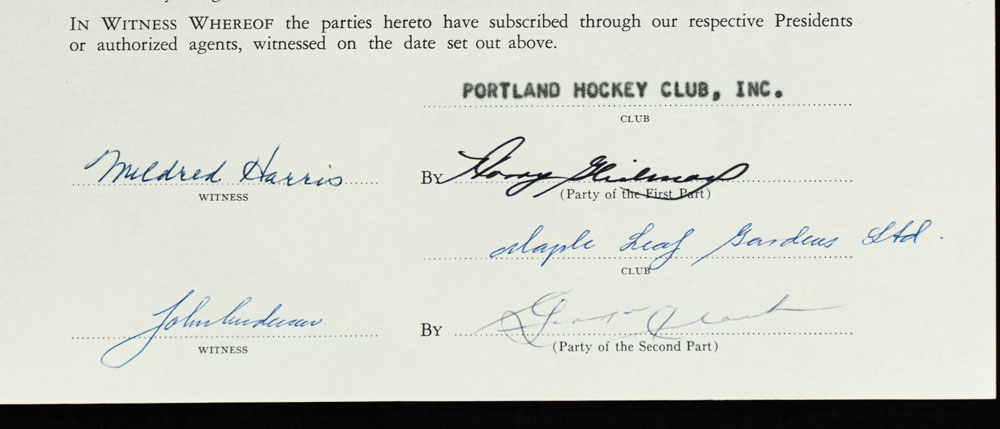 IN WITNESS WHEREOF the parties hereto have subscribed through our respective Presidents
or authorized agents, witnessed on the date set out above.
PORTLAND HOCKEY CLUB, INC.
CLUB
Mildred Harris
WITNESS
By
(Party of the First Part)
Maple Leaf Gardens Ltd.
CLUB
John
WITNESS
By
(Party of the Second Part)